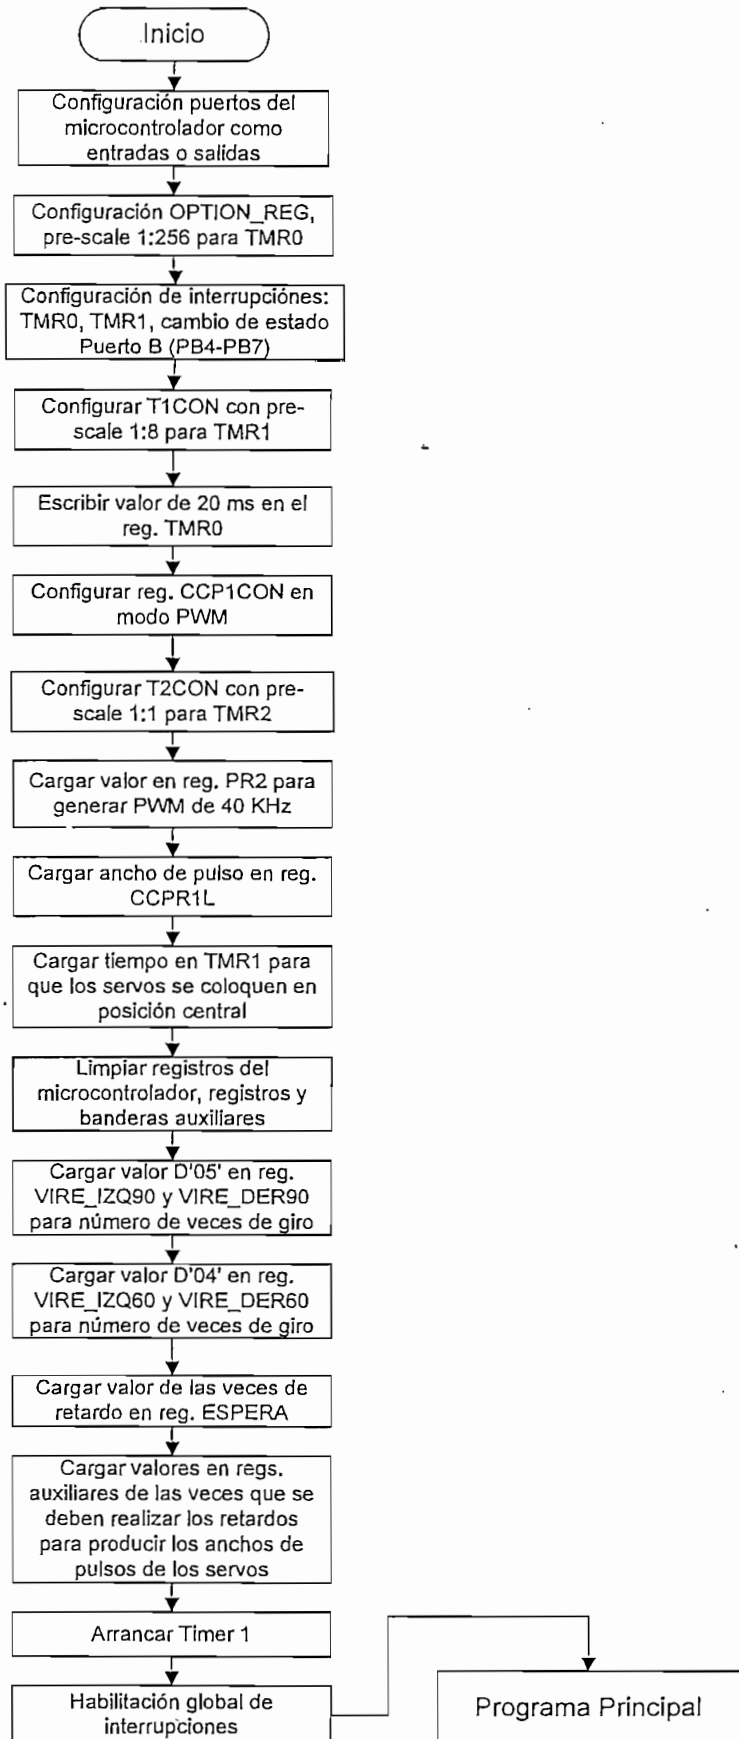 Inicio
Configuración puertos del
microcontrolador como
entradas o salidas
Configuración OPTION_REG,
pre-scale 1:256 para TMR0
Configuración de interrupciónes:
TMR0, TMR1, cambio de estado
Puerto B (PB4-PB7)
Configurar T1CON con pre-
scale 1:8 para TMR1
Escribir valor de 20 ms en el
reg. TMR0
Configurar reg. CCP1CON en
modo PWM
Configurar T2CON con pre-
scale 1:1 para TMR2
Cargar valor en reg. PR2 para
generar PWM de 40 KHz
Cargar ancho de pulso en reg.
CCPR1L
Cargar tiempo en TMR1 para
que los servos se coloquen en
posición central
Limpiar registros del
microcontrolador, registros y
banderas auxiliares
Cargar valor D'05' en reg.
VIRE_IZQ90 y VIRE_DER90
para número de veces de giro
Cargar valor D'04' en reg.
VIRE_IZQ60 y VIRE_DER60
para número de veces de giro
Cargar valor de las veces de
retardo en reg. ESPERA
Cargar valores en regs.
auxiliares de las veces que se
deben realizar los retardos
para producir los anchos de
pulsos de los servos
Arrancar Timer 1
Habilitación global de
interrupciones
Programa Principal